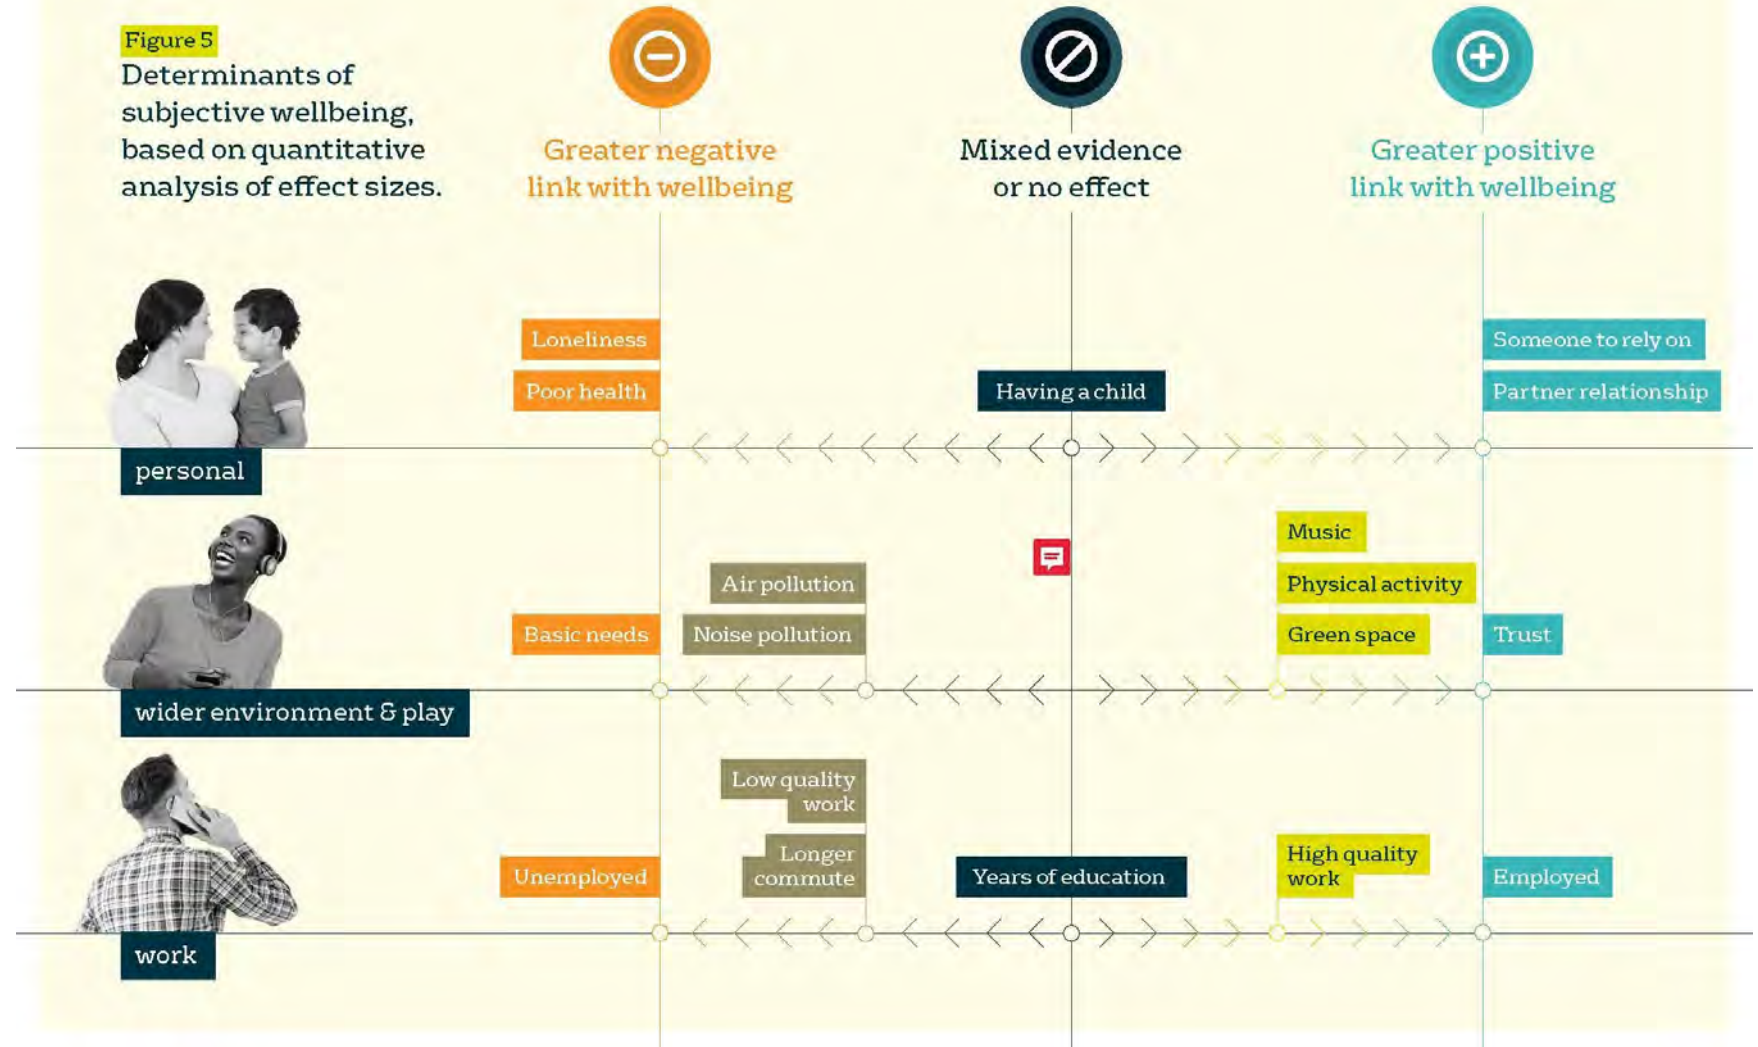 Figure 5
Determinants of
subjective wellbeing,
based on quantitative
analysis of effect sizes.
Greater negative
link with wellbeing
Mixed evidence
or no effect
Greater positive
link with wellbeing
Loneliness
Someone to rely on
Poor health
Having a child
Partner relationship
personal
Music
Air pollution
Physical activity
Basic needs
Noise pollution
Green space
Trust
wider environment & play
Low quality
work
Unemployed
Longer
commute
Years of education
High quality
work
Employed
work